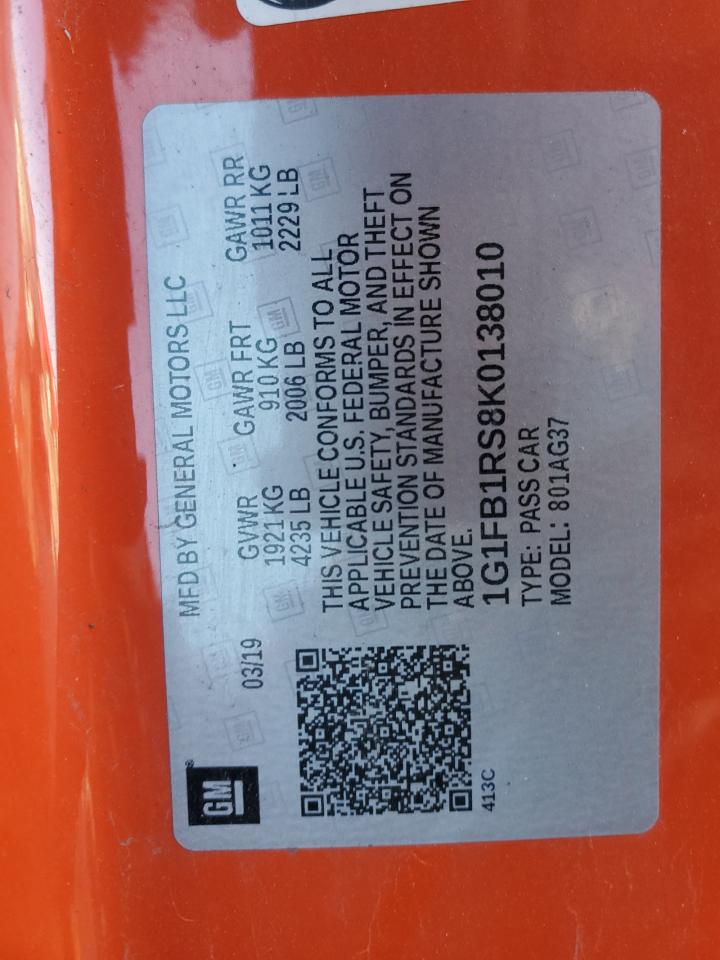 GM
MFD BY GENERAL MOTORS LLC
03/19
GVWR GAWR FRT GAWR RR
1921 KG 910 KG 1011 KG
4235 LB 2006 LB 2229 LB
THIS VEHICLE CONFORMS TO ALL
APPLICABLE U.S. FEDERAL MOTOR
VEHICLE SAFETY, BUMPER, AND THEFT
PREVENTION STANDARDS IN EFFECT ON
THE DATE OF MANUFACTURE SHOWN
ABOVE.
1G1FB1RS8K0138010
TYPE: PASS CAR
MODEL: 801AG37
413C